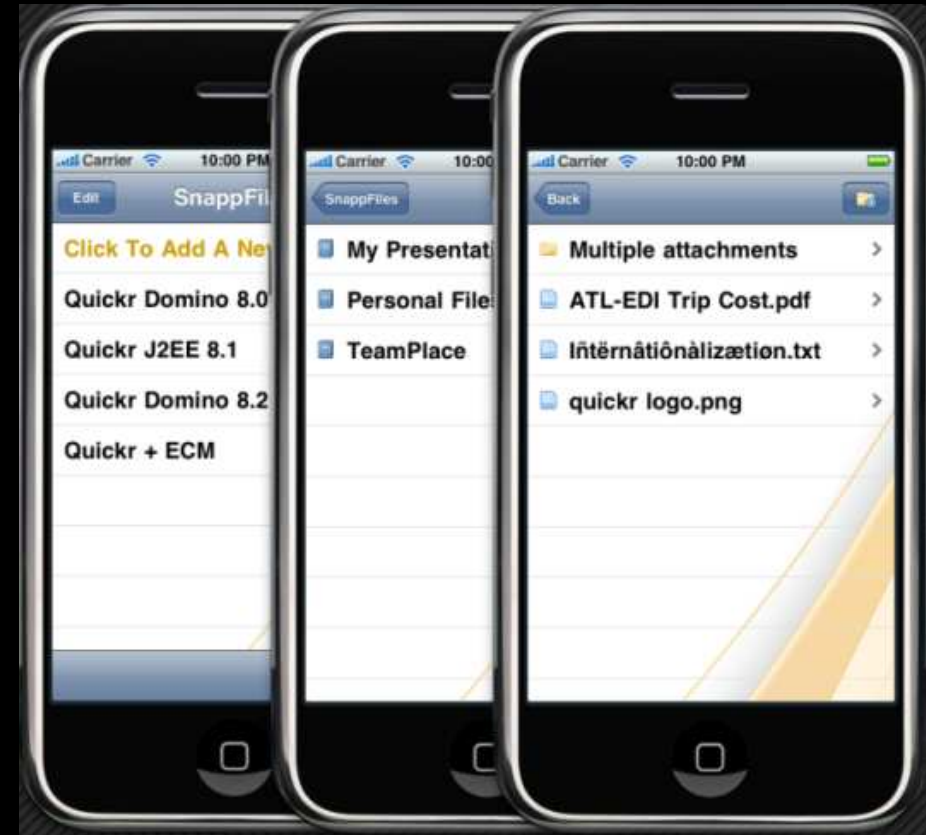 Carrier 10:00 PM
Edit SnappFil
Click To Add A Ne
Quickr Domino 8.0
Quickr J2EE 8.1
Quickr Domino 8.2
Quickr + ECM
Carrier 10:00
SnappFiles
My Presentat
Personal File
TeamPlace
Carrier 10:00 PM
Back
Multiple attachments
ATL-EDI Trip Cost.pdf
Iñtërnâtiônàlizætiøn.txt
quickr logo.png